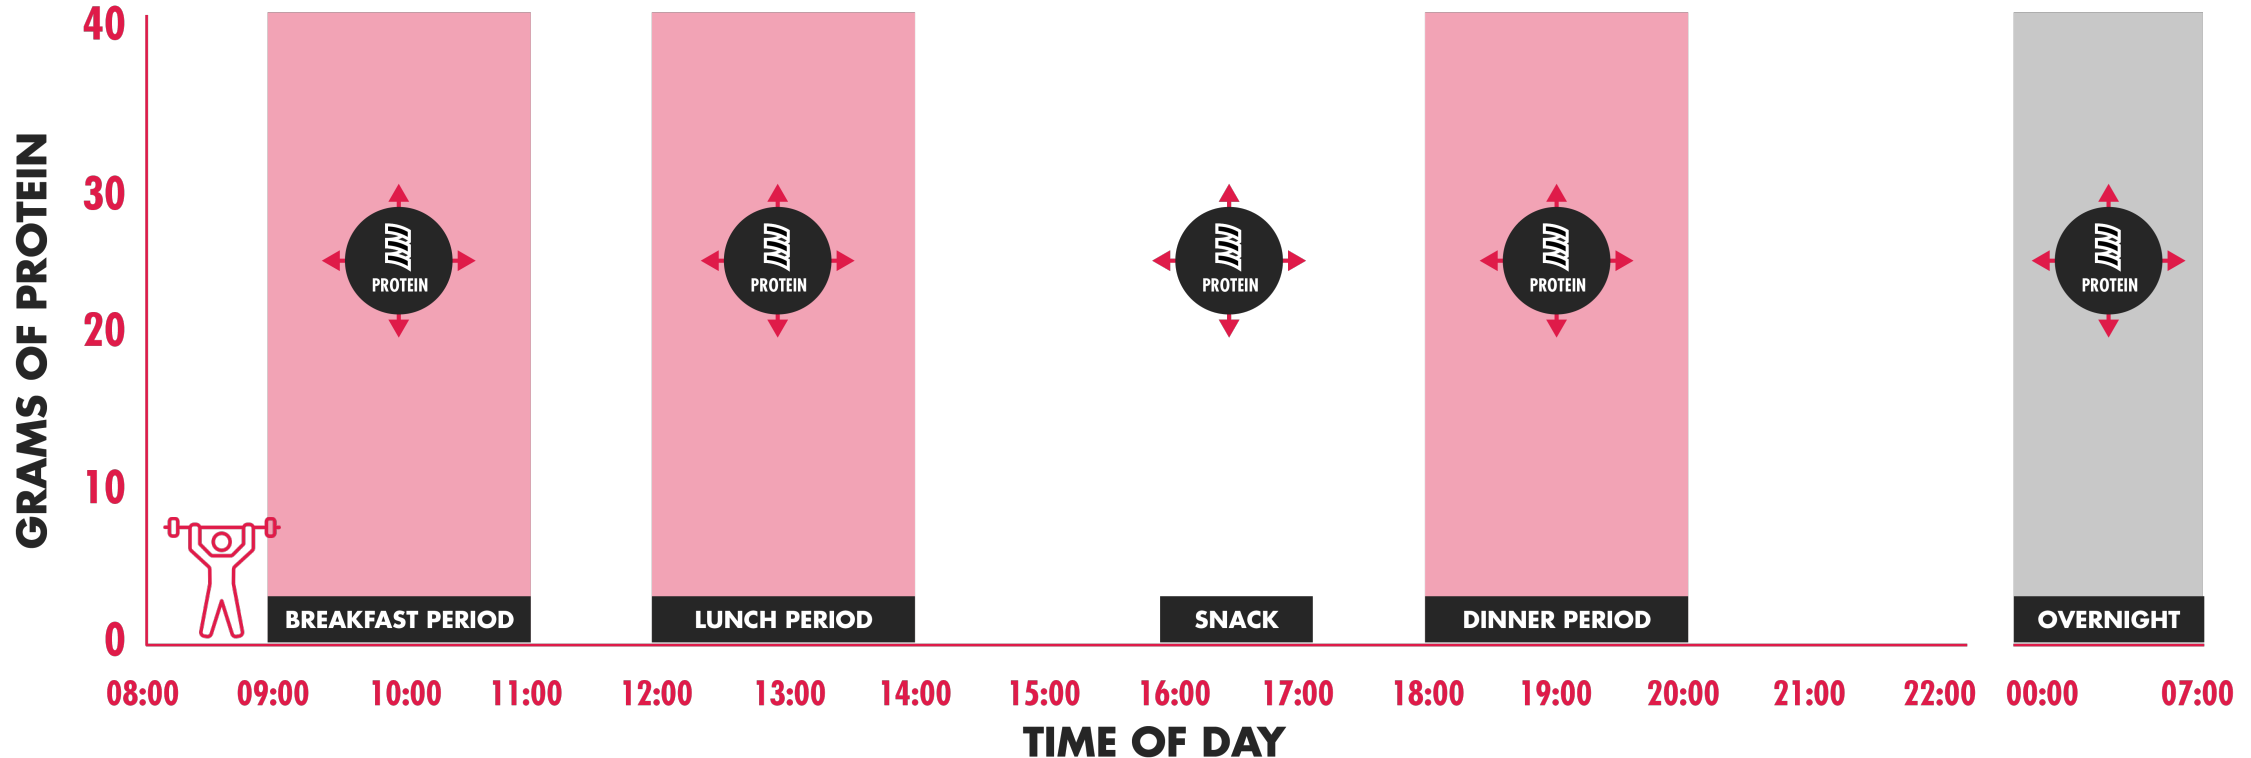 40
30
20
10
0
GRAMS OF PROTEIN
PROTEIN
PROTEIN
PROTEIN
PROTEIN
PROTEIN
BREAKFAST PERIOD
LUNCH PERIOD
SNACK
DINNER PERIOD
OVERNIGHT
08:00 09:00 10:00 11:00 12:00 13:00 14:00 15:00 16:00 17:00 18:00 19:00 20:00 21:00 22:00 00:00 07:00
TIME OF DAY